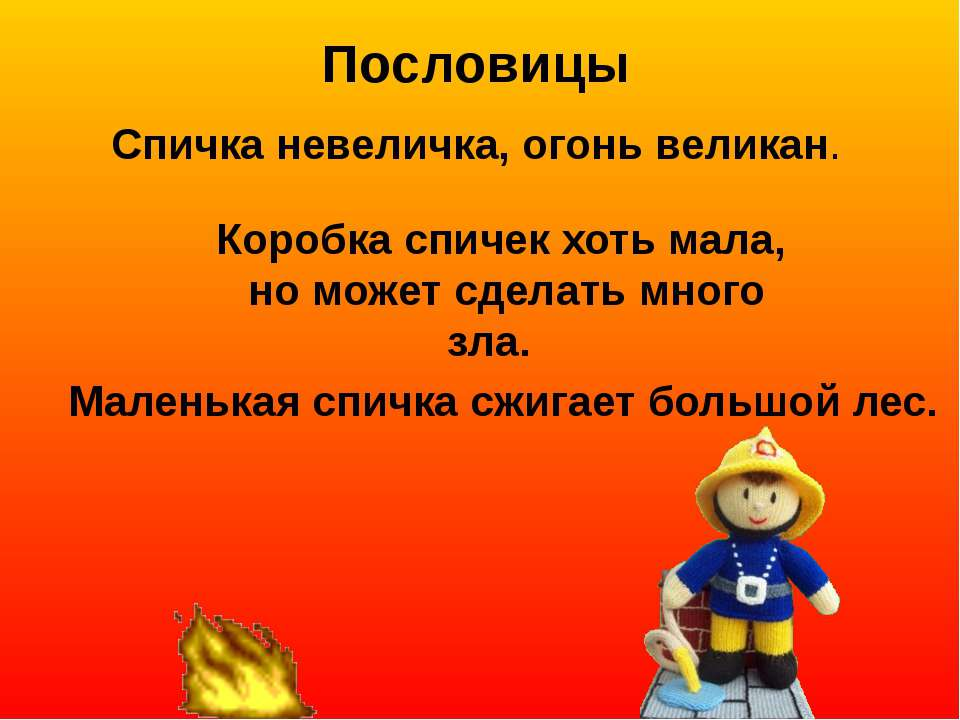 Пословицы
Спичка невеличка, огонь великан.
Коробка спичек хоть мала,
но может сделать много
зла.
Маленькая спичка сжигает большой лес.